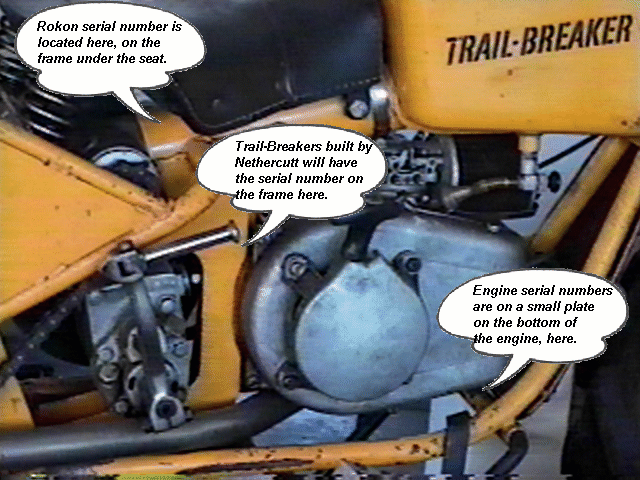 Rokon serial number is
located here, on the
frame under the seat.
TRAIL-BREAKER
Trail-Breakers built by
Nethercutt will have
the serial number on
the frame here.
Engine serial numbers
are on a small plate
on the bottom of
the engine, here.